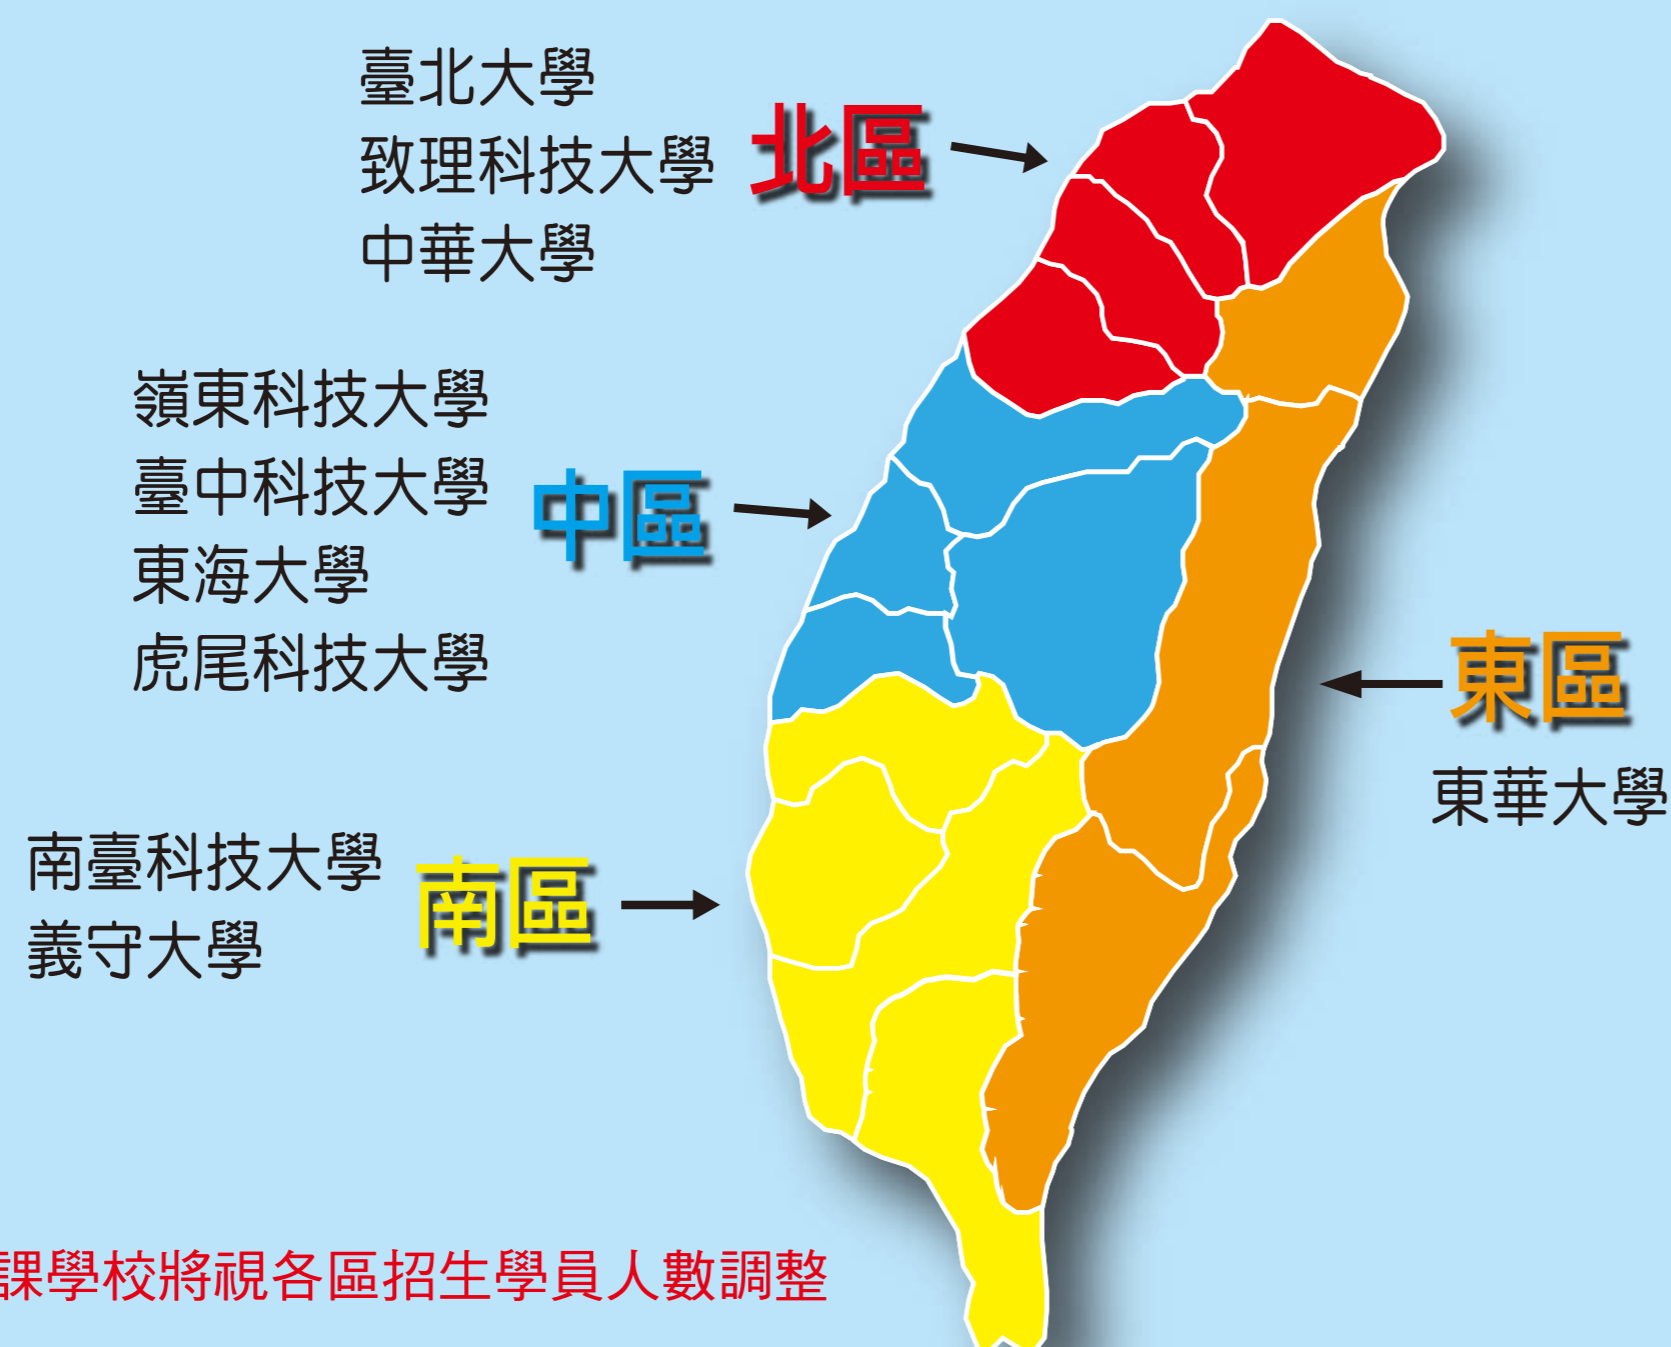 臺北大學
致理科技大學
中華大學
北區
嶺東科技大學
臺中科技大學
東海大學
虎尾科技大學
中區
東區
東華大學
南臺科技大學
義守大學
南區
課學校將視各區招生學員人數調整